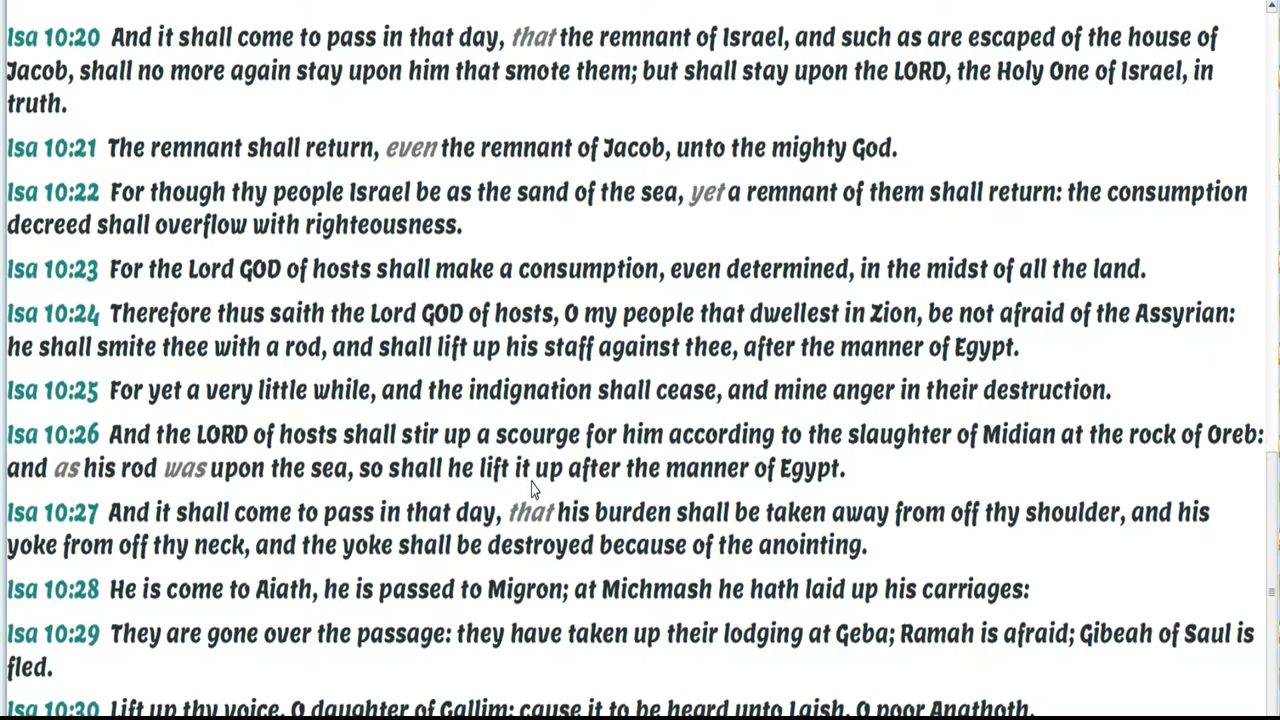 Isa 10:20 And it shall come to pass in that day, that the remnant of Israel, and such as are escaped of the house of
Jacob, shall no more again stay upon him that smote them; but shall stay upon the LORD, the Holy One of Israel, in
truth.
Isa 10:21 The remnant shall return, even the remnant of Jacob, unto the mighty God.
Isa 10:22 For though thy people Israel be as the sand of the sea, yet a remnant of them shall return: the consumption
decreed shall overflow with righteousness.
Isa 10:23 For the Lord GOD of hosts shall make a consumption, even determined, in the midst of all the land.
Isa 10:24 Therefore thus saith the Lord GOD of hosts, O my people that dwellest in Zion, be not afraid of the Assyrian:
he shall smite thee with a rod, and shall lift up his staff against thee, after the manner of Egypt.
Isa 10:25 For yet a very little while, and the indignation shall cease, and mine anger in their destruction.
Isa 10:26 And the LORD of hosts shall stir up a scourge for him according to the slaughter of Midian at the rock of Oreb:
and as his rod was upon the sea, so shall he lift it up after the manner of Egypt.
Isa 10:27 And it shall come to pass in that day, that his burden shall be taken away from off thy shoulder, and his
yoke from off thy neck, and the yoke shall be destroyed because of the anointing.
Isa 10:28 He is come to Aiath, he is passed to Migron; at Michmash he hath laid up his carriages:
Isa 10:29 They are gone over the passage: they have taken up their lodging at Geba; Ramah is afraid; Gibeah of Saul is
fled.
Isa 10:30 Lift up thy voice, O daughter of Gallim: cause it to be heard unto Laish, O poor Anathoth.